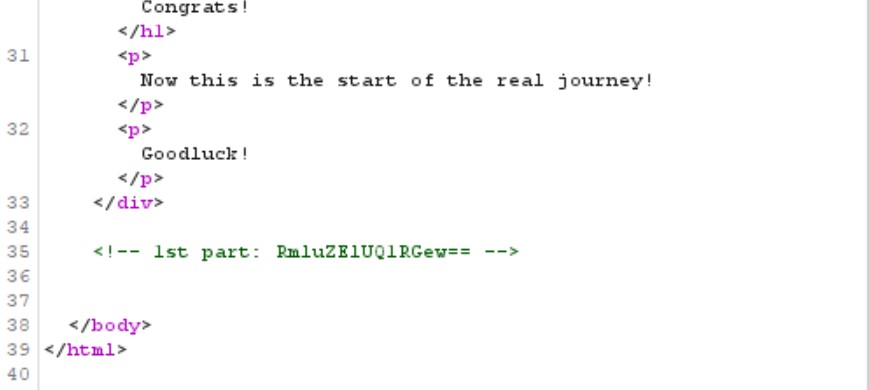 Congrats!
</h1>
31 <p>
Now this is the start of the real journey!
</p>
32 <p>
Goodluck!
</p>
33 </div>
34
35 <!-- 1st part: RmluZElUQ1RGew== -->
36
37
38 </body>
39 </html>
40